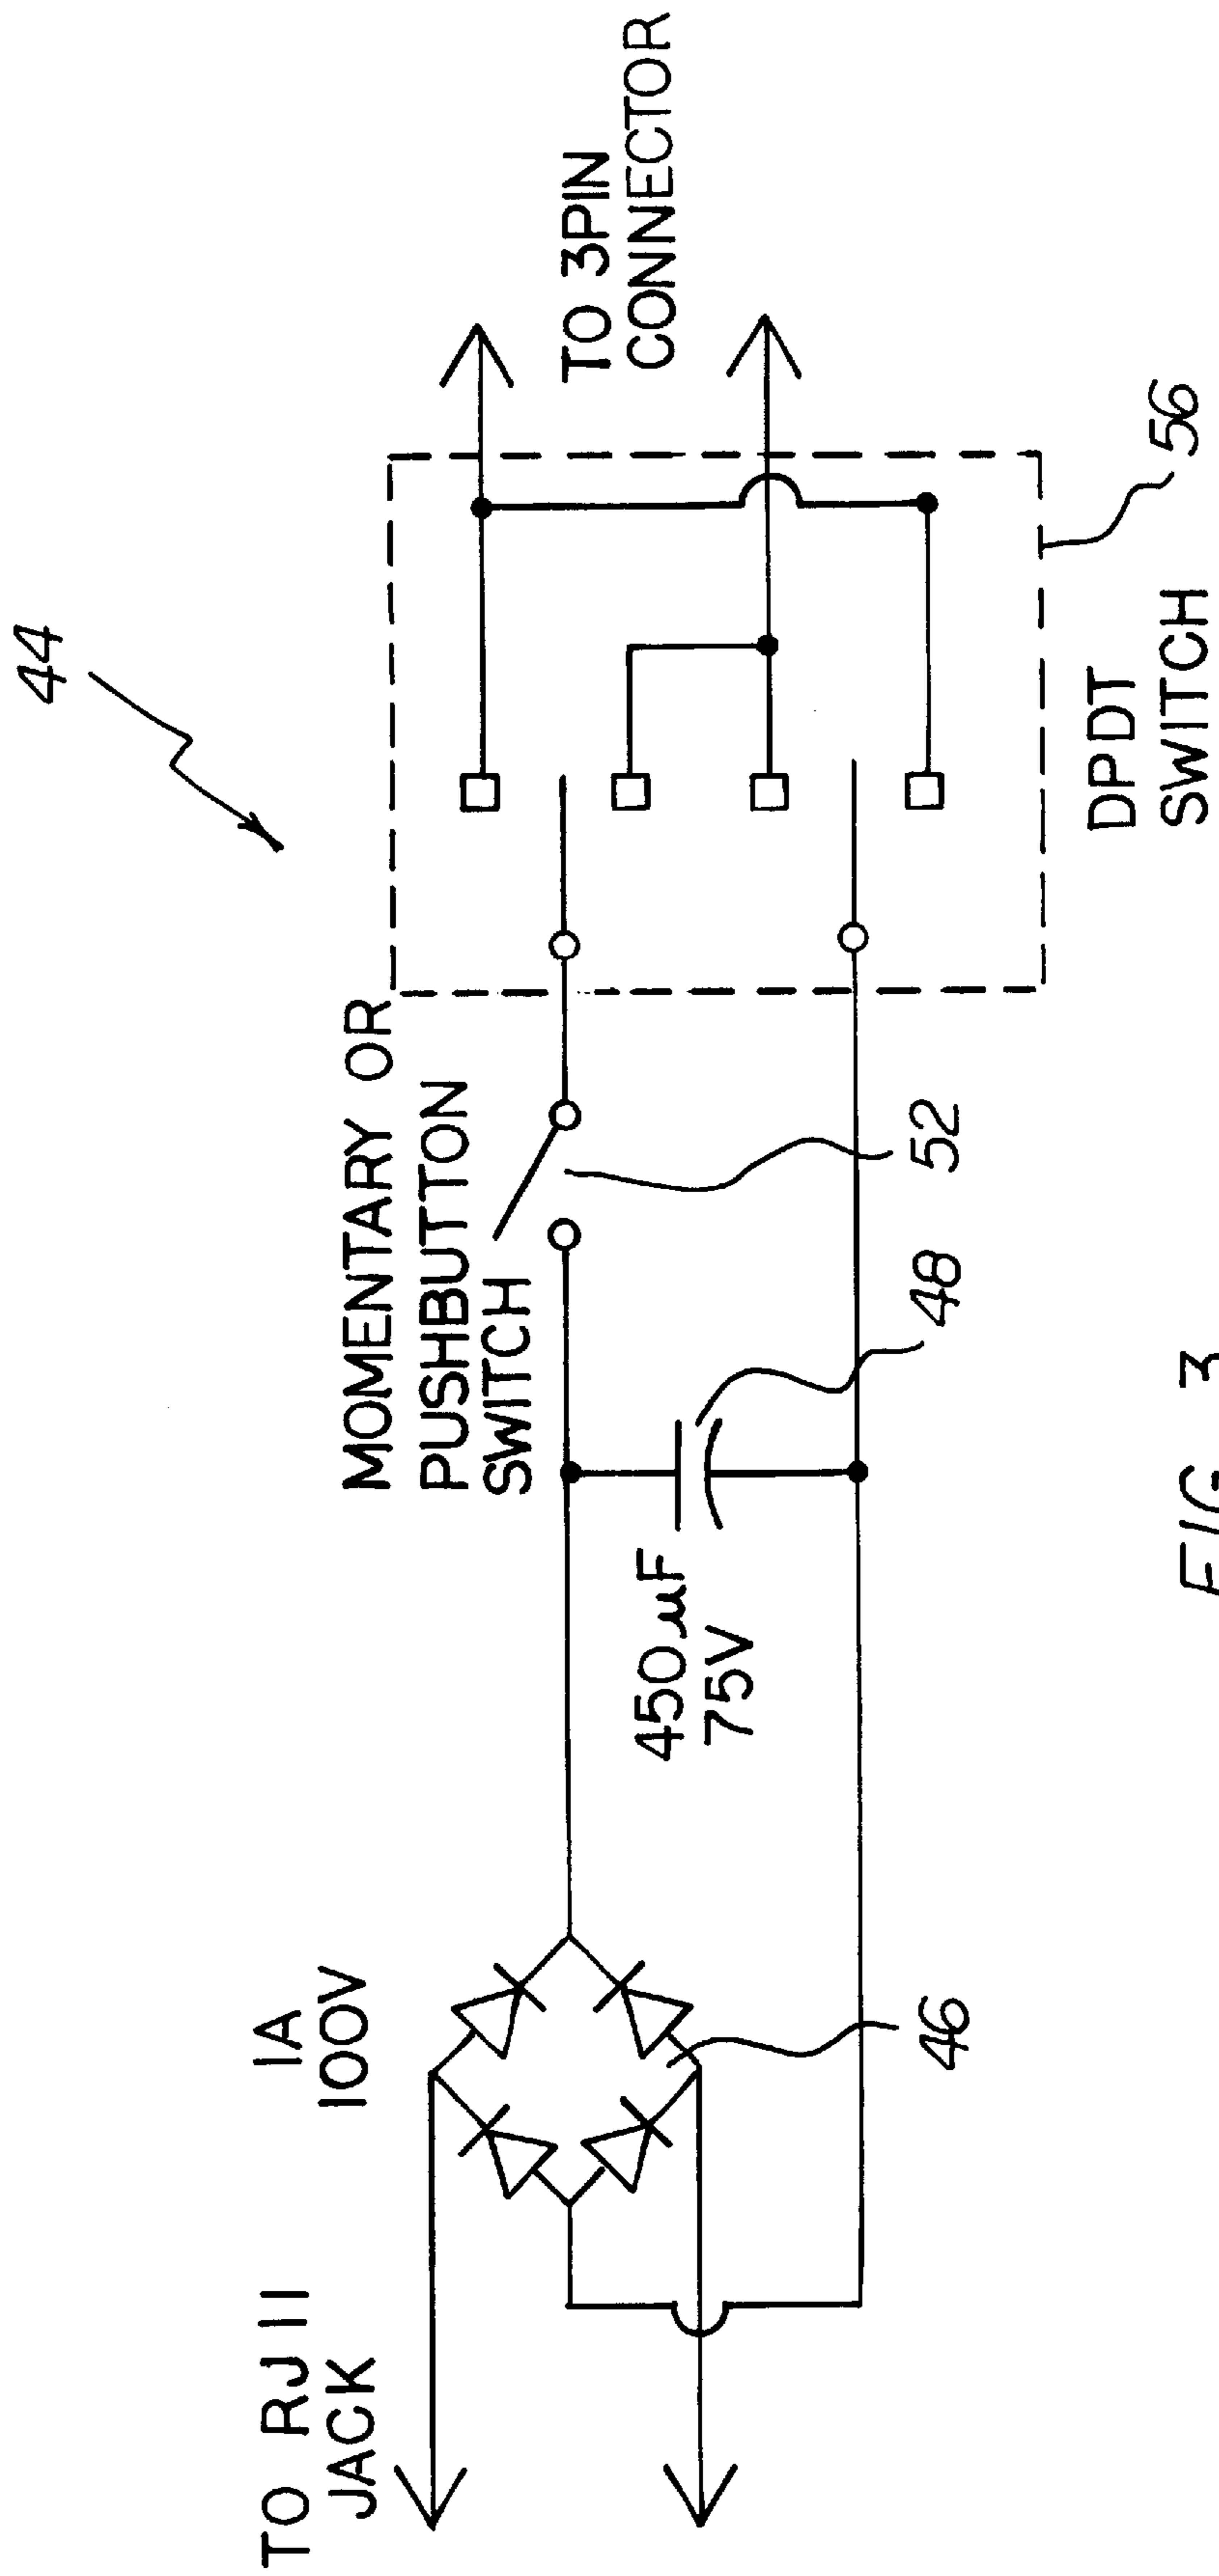 44
TO RJ11
JACK
1A
100V
MOMENTARY OR
PUSHBUTTON
SWITCH
TO 3PIN
CONNECTOR
450µF
75V
46
48
52
DPDT
SWITCH
56
FIG 3